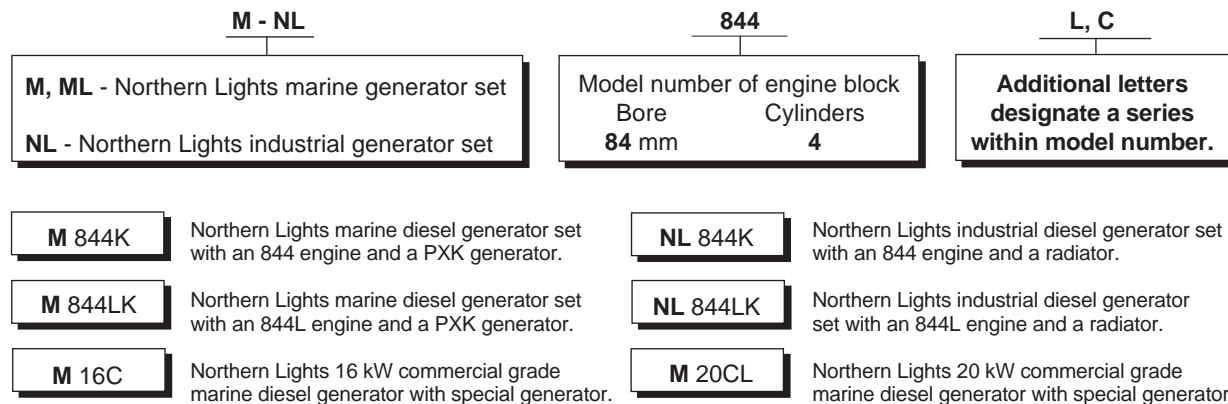 M - NL
M, ML - Northern Lights marine generator set
NL - Northern Lights industrial generator set
844
Model number of engine block
Bore Cylinders
84 mm 4
L, C
Additional letters
designate a series
within model number.
M 844K
Northern Lights marine diesel generator set
with an 844 engine and a PXK generator.
NL 844K
Northern Lights industrial diesel generator set
with an 844 engine and a radiator.
M 844LK
Northern Lights marine diesel generator set
with an 844L engine and a PXK generator.
NL 844LK
Northern Lights industrial diesel generator
set with an 844L engine and a radiator.
M 16C
Northern Lights 16 kW commercial grade
marine diesel generator with special generator.
M 20CL
Northern Lights 20 kW commercial grade
marine diesel generator with special generator